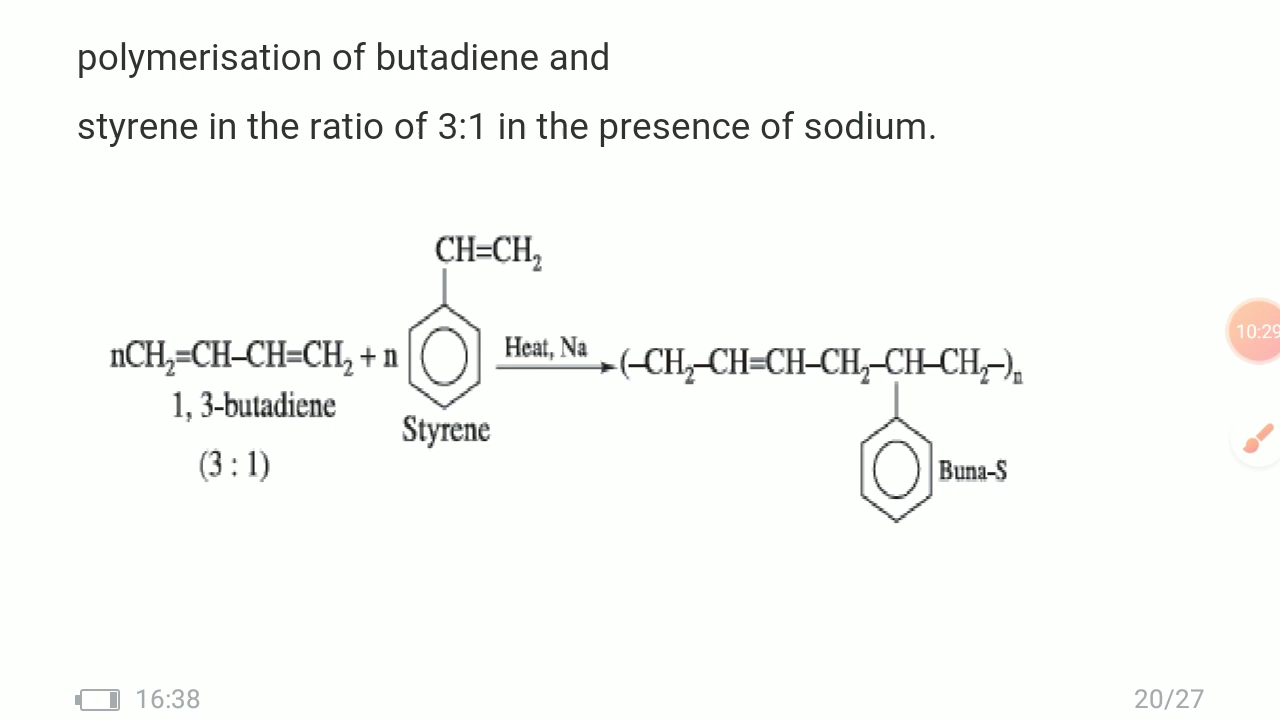 polymerisation of butadiene and
styrene in the ratio of 3:1 in the presence of sodium.
CH=CH₂
nCH₂=CH–CH=CH₂ + n
Heat, Na
(–CH₂–CH=CH–CH₂–CH–CH₂–)ₙ
1, 3-butadiene
Styrene
(3 : 1)
Buna-S
10:29
16:38
20/27